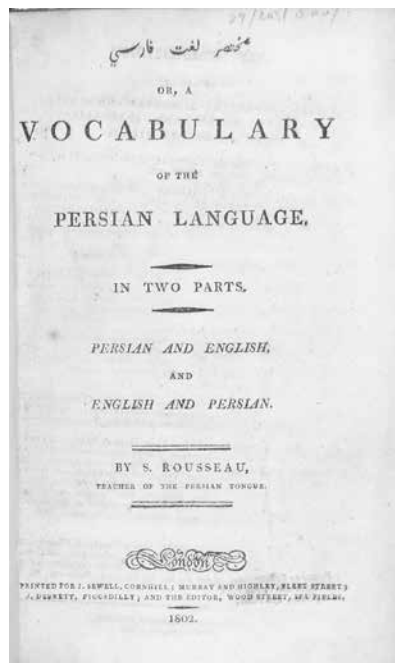 مختصر لغت فارسي
OR, A
VOCABULARY
OF THE
PERSIAN LANGUAGE.
IN TWO PARTS.
PERSIAN AND ENGLISH,
AND
ENGLISH AND PERSIAN.
BY S. ROUSSEAU,
TEACHER OF THE PERSIAN TONGUE.
London
PRINTED FOR J. SEWELL, CORNHILL; MURRAY AND HIGHLEY, FLEET STREET;
J. DEBRETT, PICCADILLY; AND THE EDITOR, WOOD STREET, SPA FIELDS.
1802.